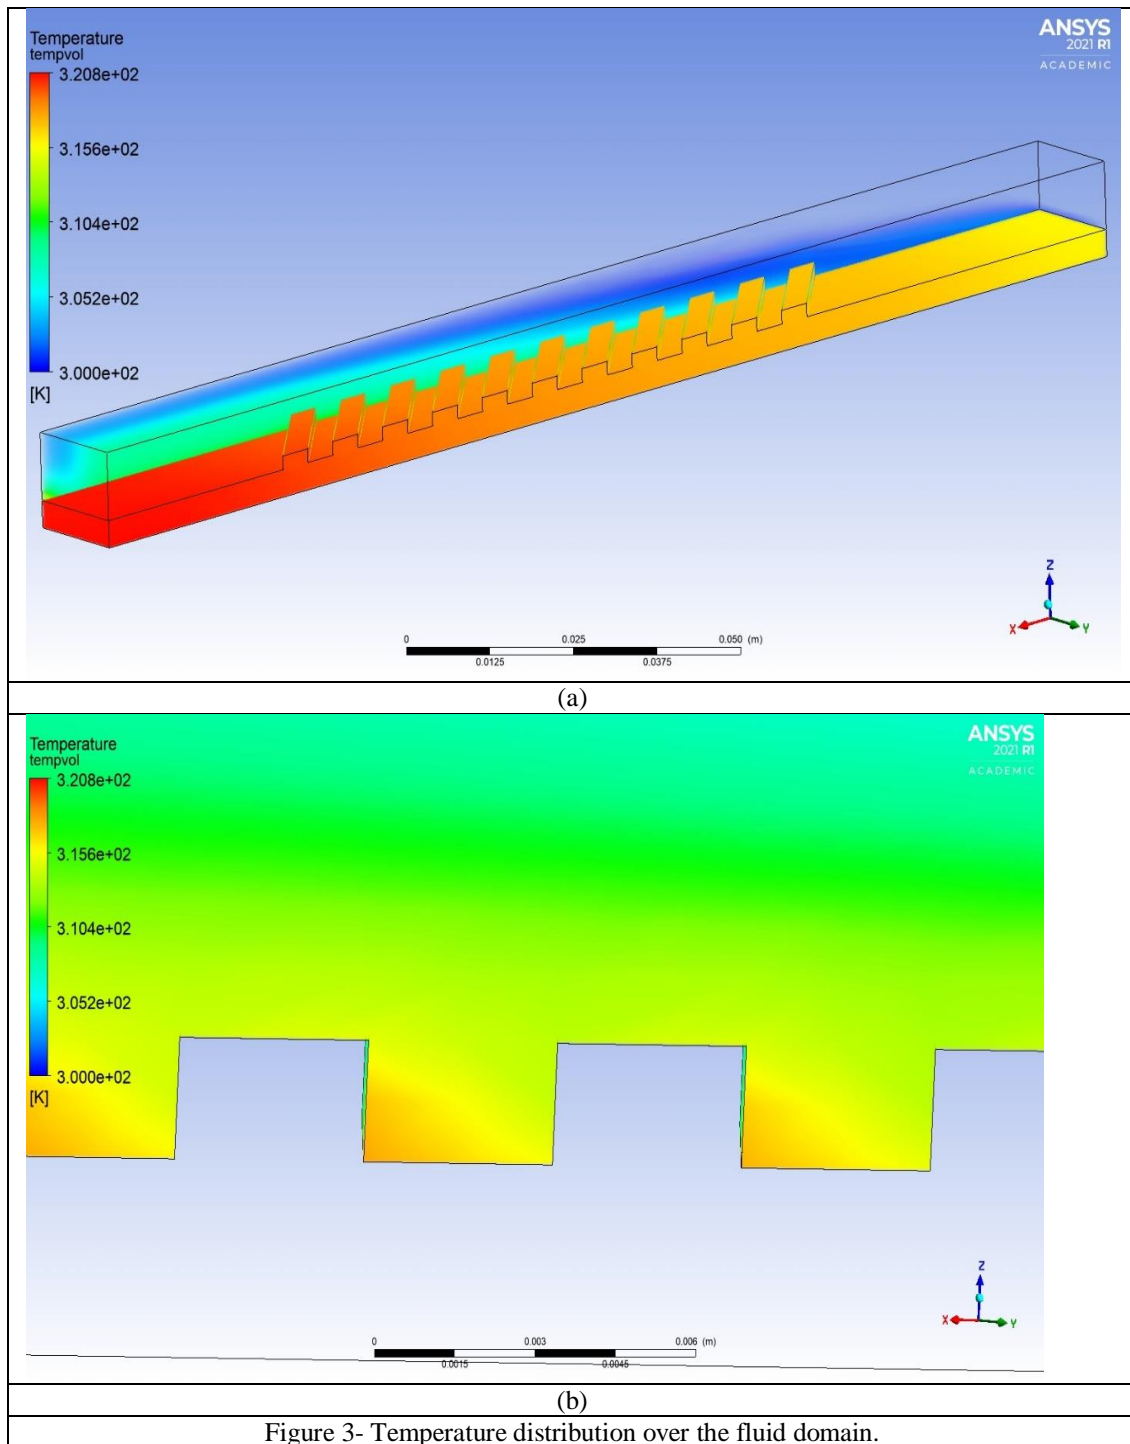 Temperature
tempvol
3.208e+02
3.156e+02
3.104e+02
3.052e+02
3.000e+02
[K]
ANSYS
2021 R1
ACADEMIC
Z
X
Y
0
0.025
0.050 (m)
0.0125
0.0375
(a)
Temperature
tempvol
3.208e+02
3.156e+02
3.104e+02
3.052e+02
3.000e+02
[K]
ANSYS
2021 R1
ACADEMIC
Z
X
Y
0
0.003
0.006 (m)
0.0015
0.0045
(b)
Figure 3- Temperature distribution over the fluid domain.